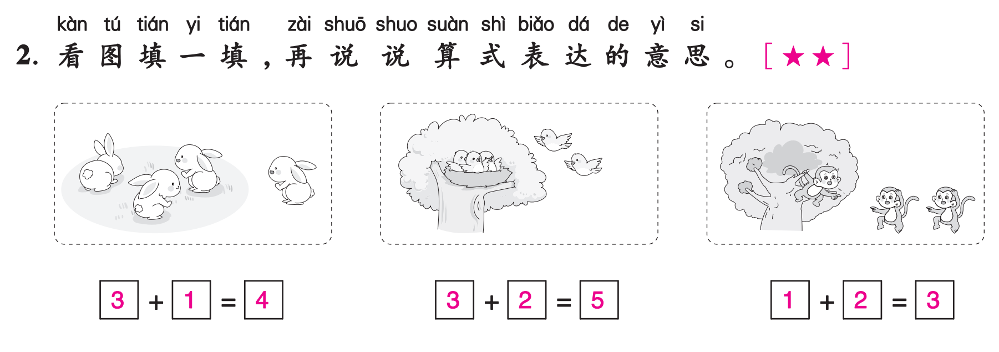 kàn tú tián yi tián zài shuō shuo suàn shì biǎo dá de yì si
2. 看图填一填,再说说算式表达的意思。[★★]
3 + 1 = 4 3 + 2 = 5 1 + 2 = 3